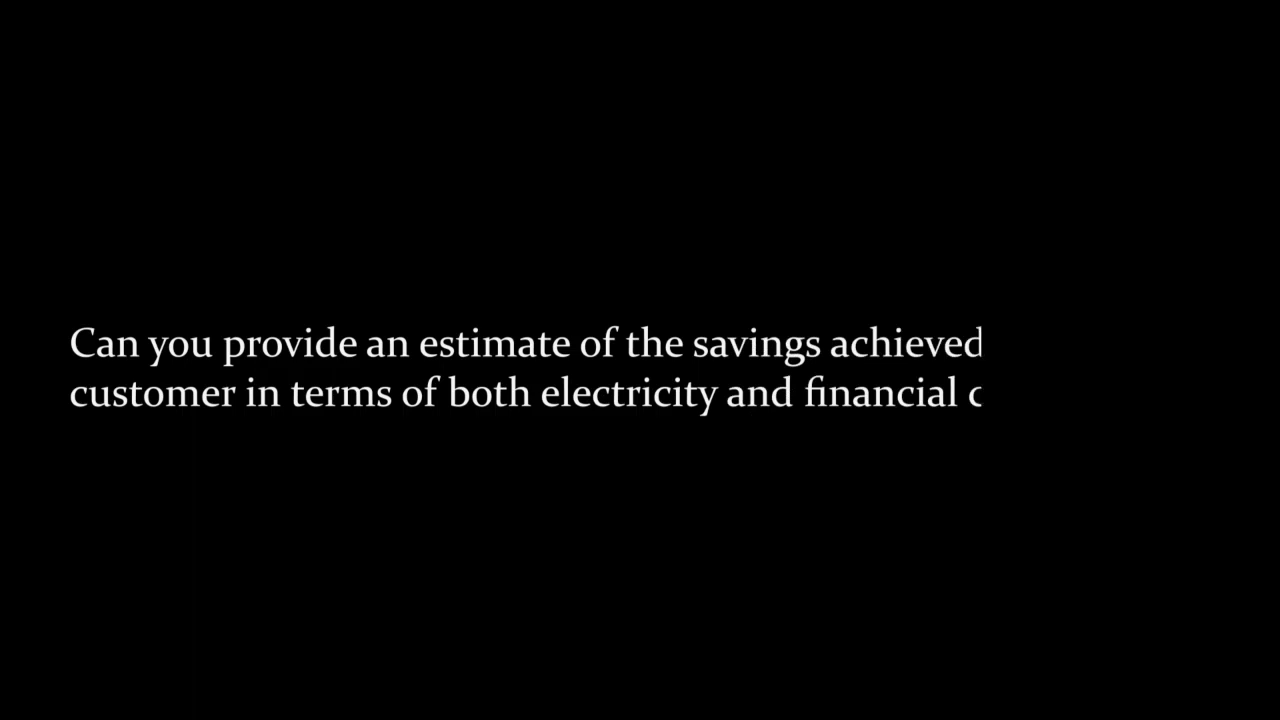 Can you provide an estimate of the savings achieved
customer in terms of both electricity and financial